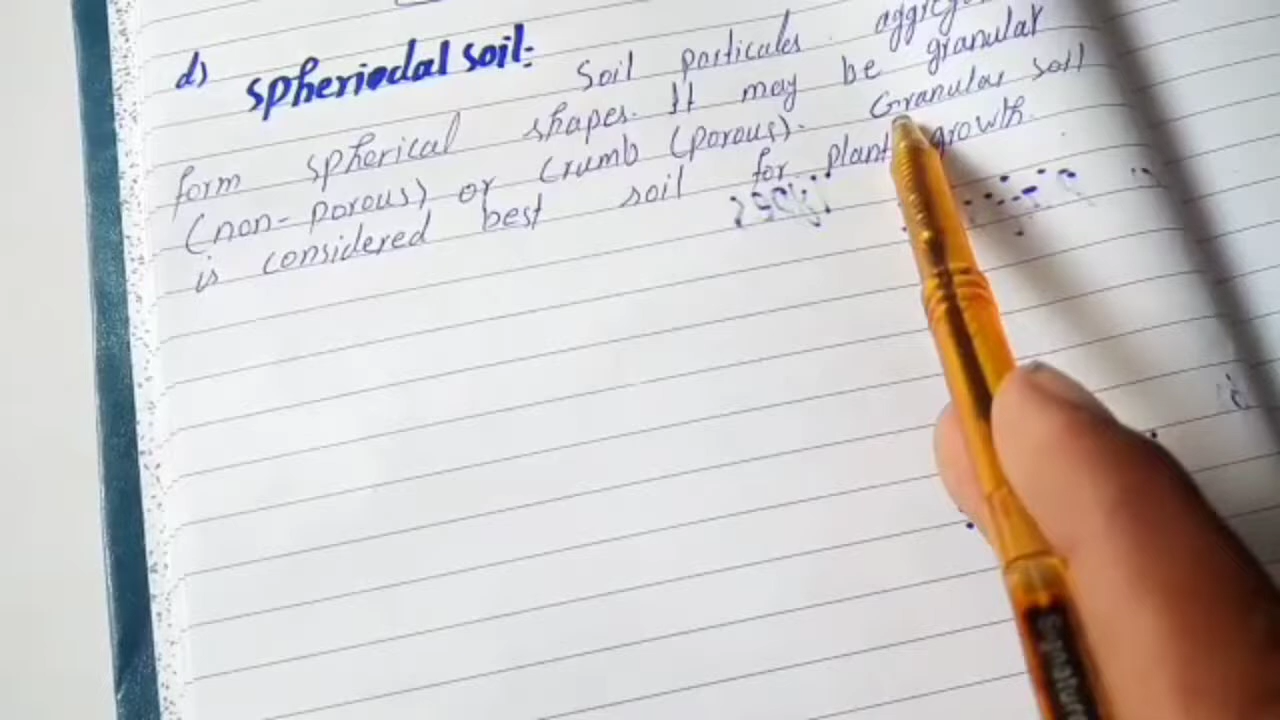 d) spheriodal soil:
Soil particules aggreg
form spherical shapes. It may be granular
(non-porous) or crumb (porous). Granular soil
is considered best soil for plant growth.
Signature